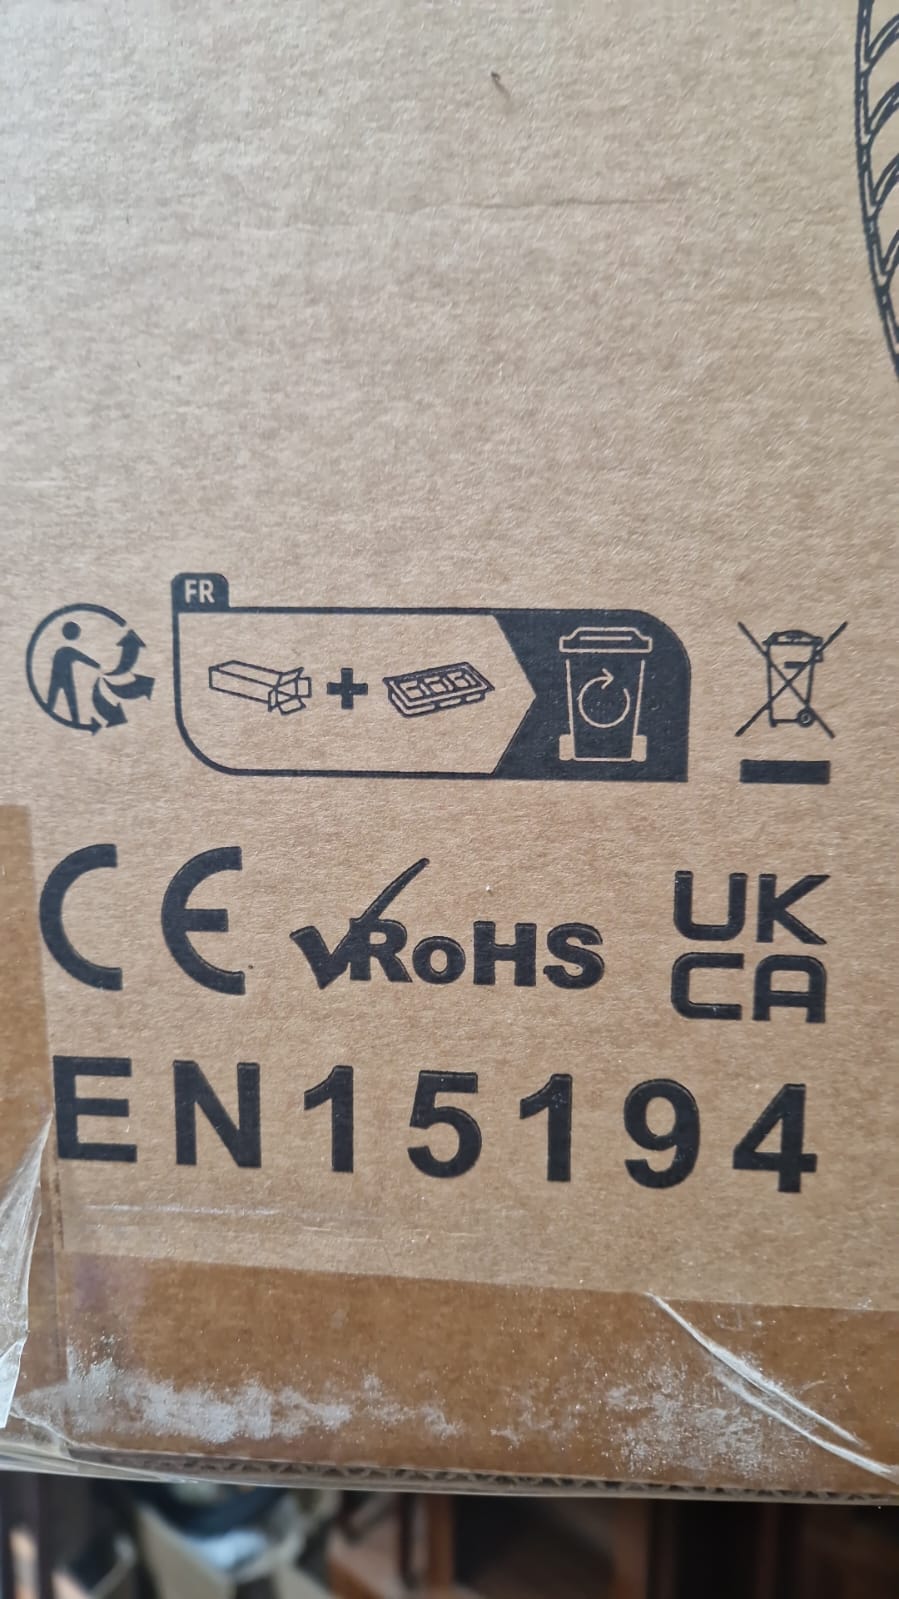 FR
CE RoHS UK
CA
EN15194